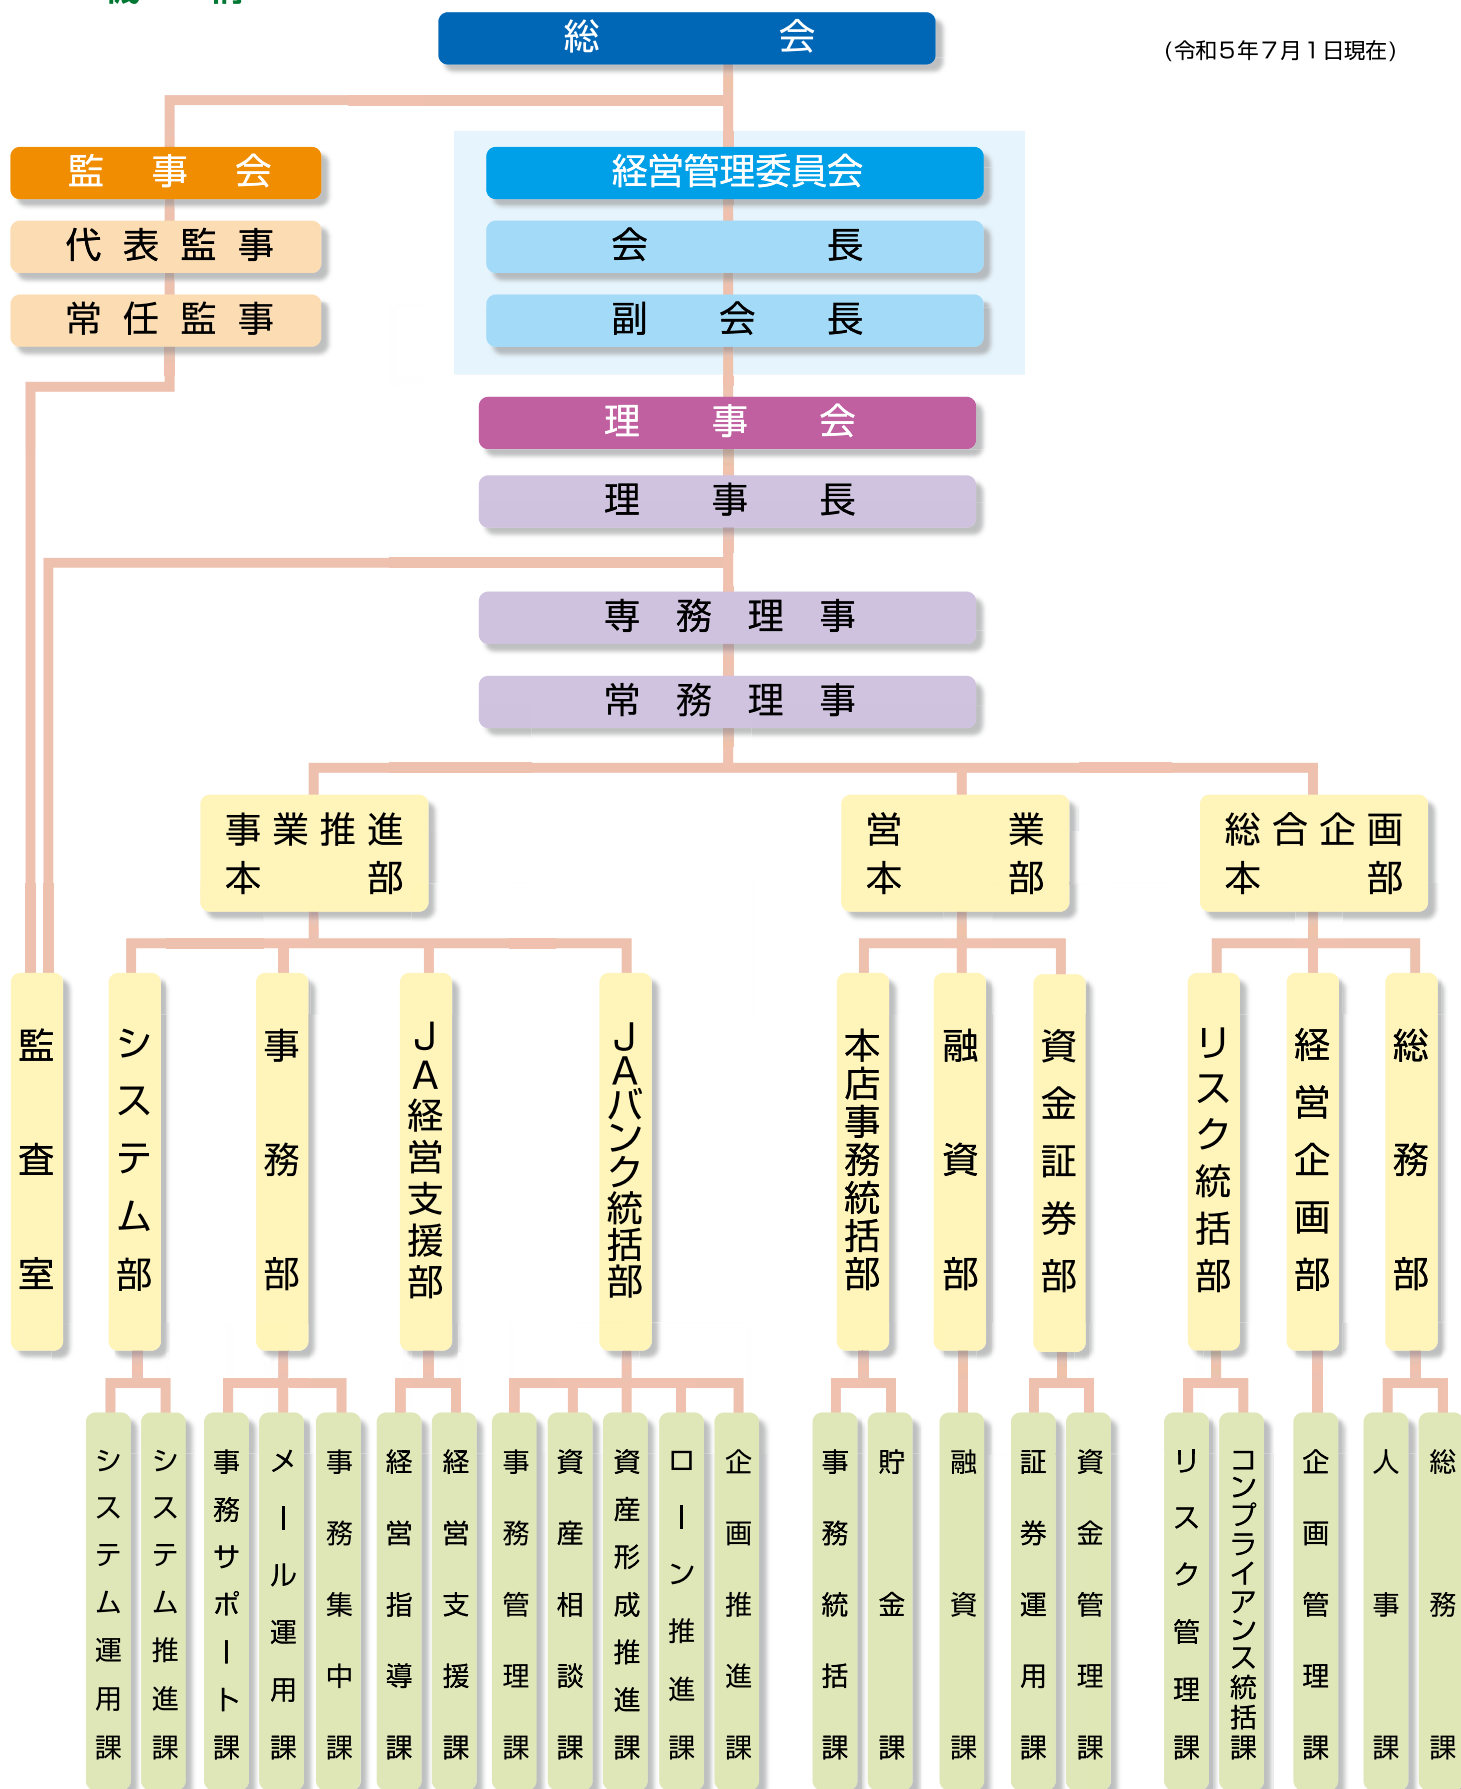 機構
総会
(令和5年7月1日現在)
監事会
経営管理委員会
代表監事
会長
常任監事
副会長
理事会
理事長
専務理事
常務理事
事業推進
本部
営業
本部
総合企画
本部
監査室
システム部
事務部
JA経営支援部
JAバンク統括部
本店事務統括部
融資部
資金証券部
リスク統括部
経営企画部
総務部
システム運用課
システム推進課
事務サポート課
メール運用課
事務集中課
経営指導課
経営支援課
事務管理課
資産相談課
資産形成推進課
ローン推進課
企画推進課
事務統括課
貯金課
融資課
証券運用課
資金管理課
リスク管理課
コンプライアンス統括課
企画管理課
人事課
総務課